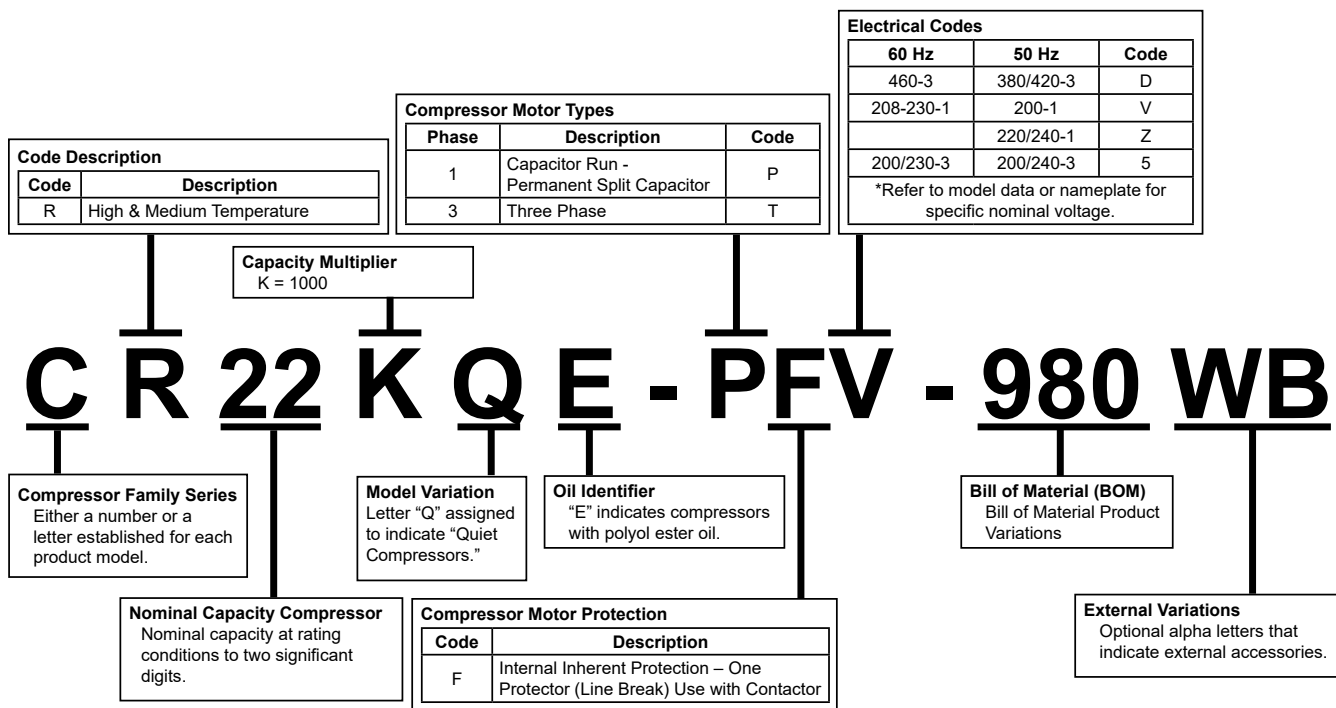 Electrical Codes
60 Hz 50 Hz Code
460-3 380/420-3 D
208-230-1 200-1 V
220/240-1 Z
200/230-3 200/240-3 5
*Refer to model data or nameplate for
specific nominal voltage.
Compressor Motor Types
Phase Description Code
1 Capacitor Run -
Permanent Split Capacitor P
3 Three Phase T
Code Description
Code Description
R High & Medium Temperature
Capacity Multiplier
K = 1000
C R 22 K Q E - P F V - 980 WB
Compressor Family Series
Either a number or a
letter established for each
product model.
Model Variation
Letter “Q” assigned
to indicate “Quiet
Compressors.”
Oil Identifier
“E” indicates compressors
with polyol ester oil.
Bill of Material (BOM)
Bill of Material Product
Variations
Nominal Capacity Compressor
Nominal capacity at rating
conditions to two significant
digits.
Compressor Motor Protection
Code Description
F Internal Inherent Protection – One
Protector (Line Break) Use with Contactor
External Variations
Optional alpha letters that
indicate external accessories.